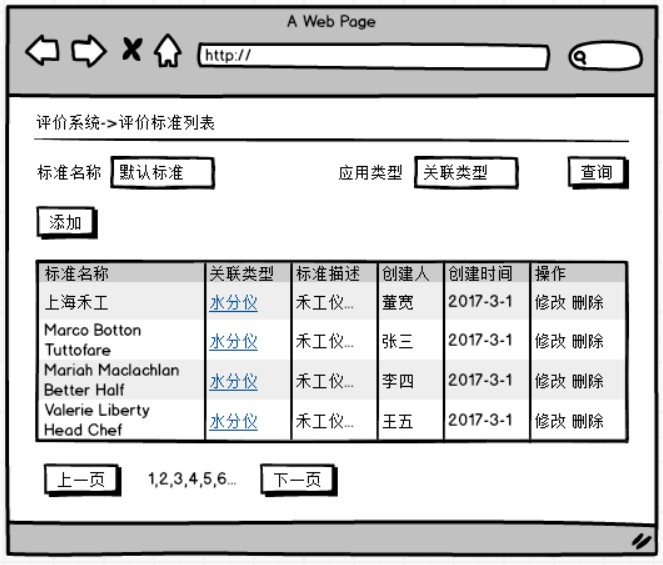 A Web Page
http://
评价系统->评价标准列表
标准名称 默认标准 应用类型 关联类型 查询
添加
标准名称 关联类型 标准描述 创建人 创建时间 操作
上海禾工 水分仪 禾工仪... 董宽 2017-3-1 修改 删除
Marco Botton
Tuttofare
水分仪 禾工仪... 张三 2017-3-1 修改 删除
Mariah Maclachlan
Better Half
水分仪 禾工仪... 李四 2017-3-1 修改 删除
Valerie Liberty
Head Chef
水分仪 禾工仪... 王五 2017-3-1 修改 删除
上一页 1,2,3,4,5,6... 下一页